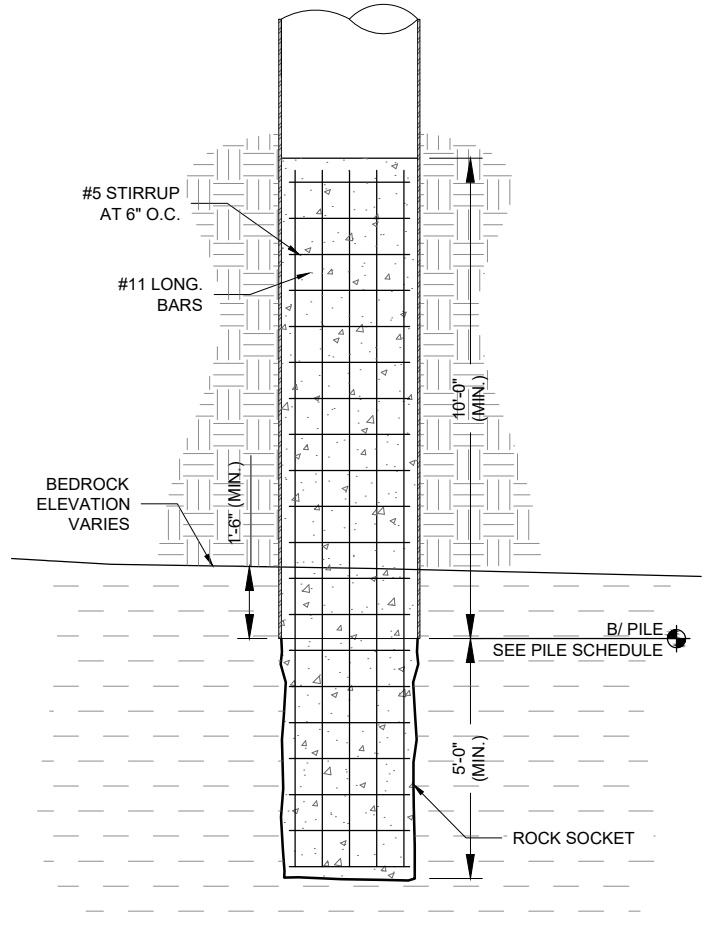 #5 STIRRUP
AT 6" O.C.
#11 LONG.
BARS
10'-0"
(MIN.)
BEDROCK
ELEVATION
VARIES
1'-6" (MIN.)
B/ PILE
SEE PILE SCHEDULE
5'-0"
(MIN.)
ROCK SOCKET